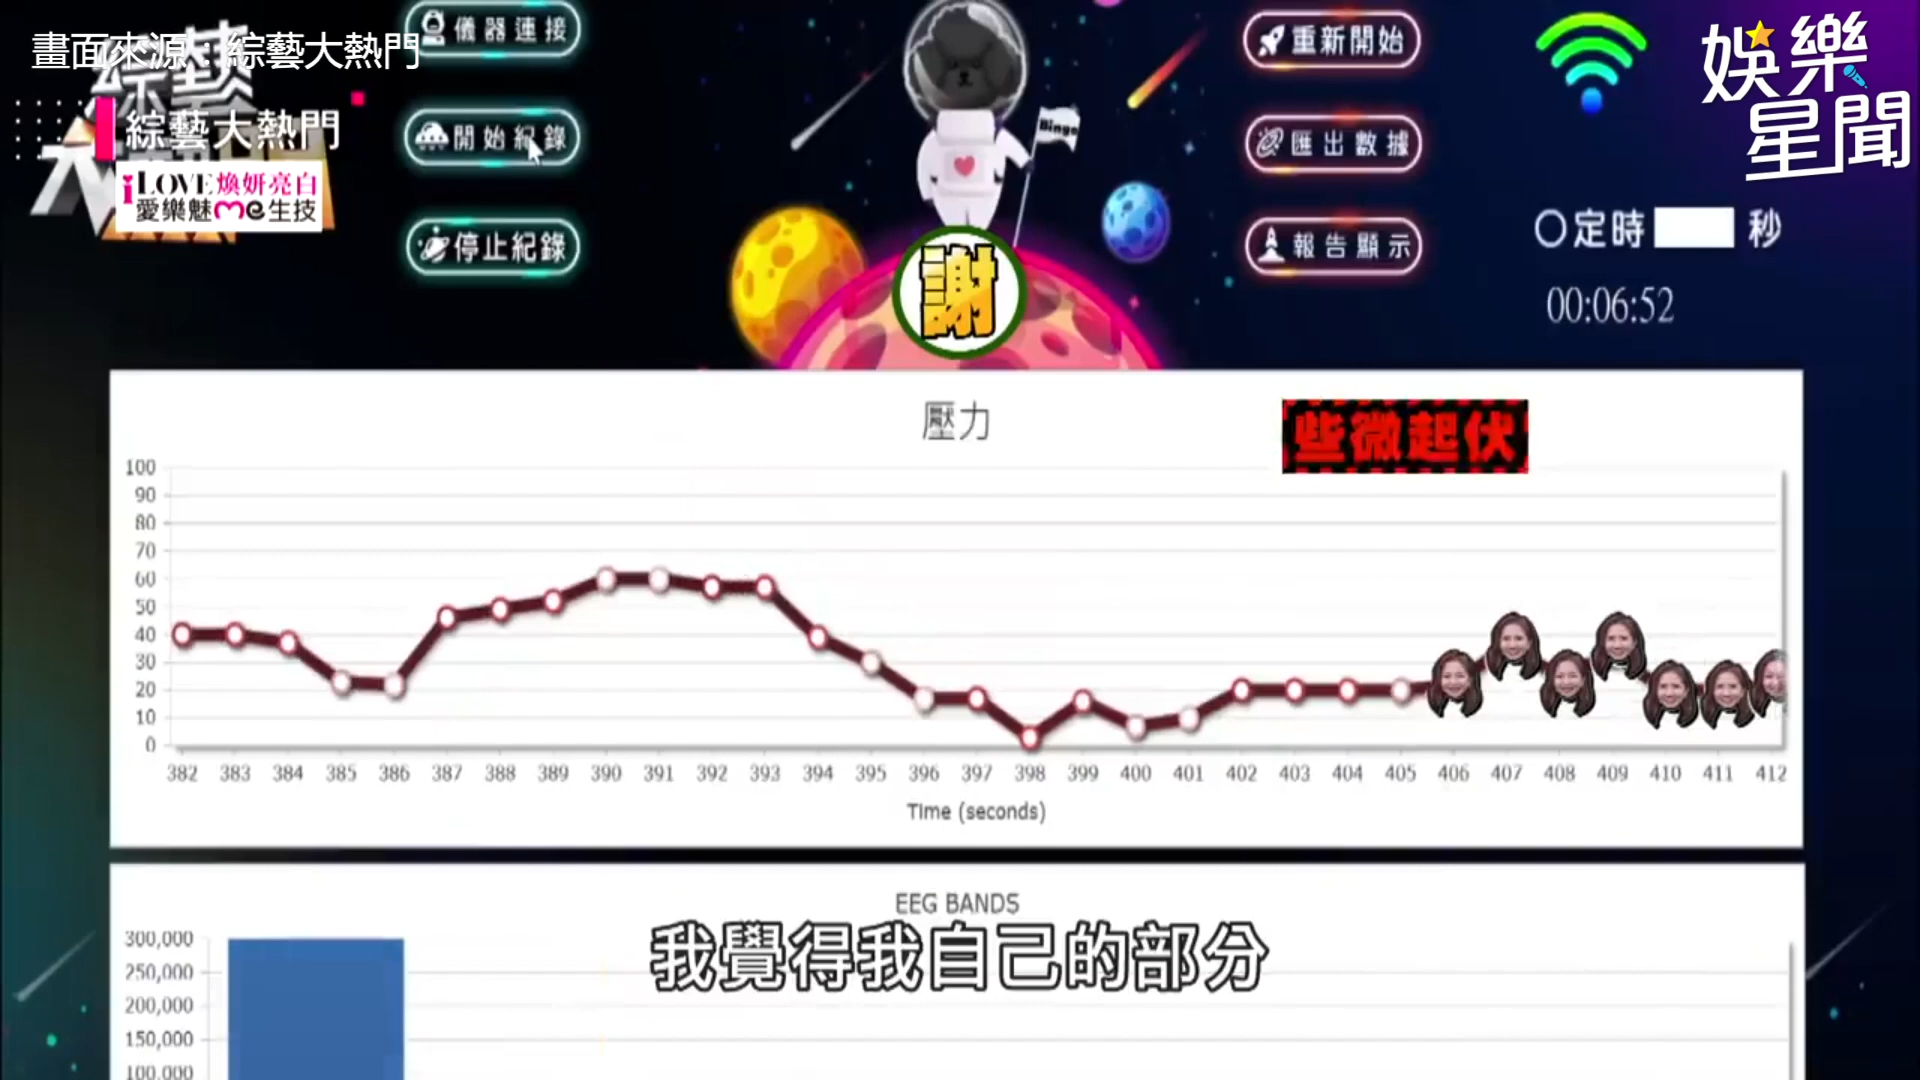 畫面來源：綜藝大熱門
綜藝大熱門
i LOVE 煥妍亮白
愛樂魅me生技
儀器連接
開始紀錄
停止紀錄
Bingo
謝
重新開始
匯出數據
報告顯示
娛樂
星聞
定時 秒
00:06:52
壓力
些微起伏
100
90
80
70
60
50
40
30
20
10
0
382 383 384 385 386 387 388 389 390 391 392 393 394 395 396 397 398 399 400 401 402 403 404 405 406 407 408 409 410 411 412
Time (seconds)
EEG BANDS
300,000
250,000
200,000
150,000
100,000
我覺得我自己的部分